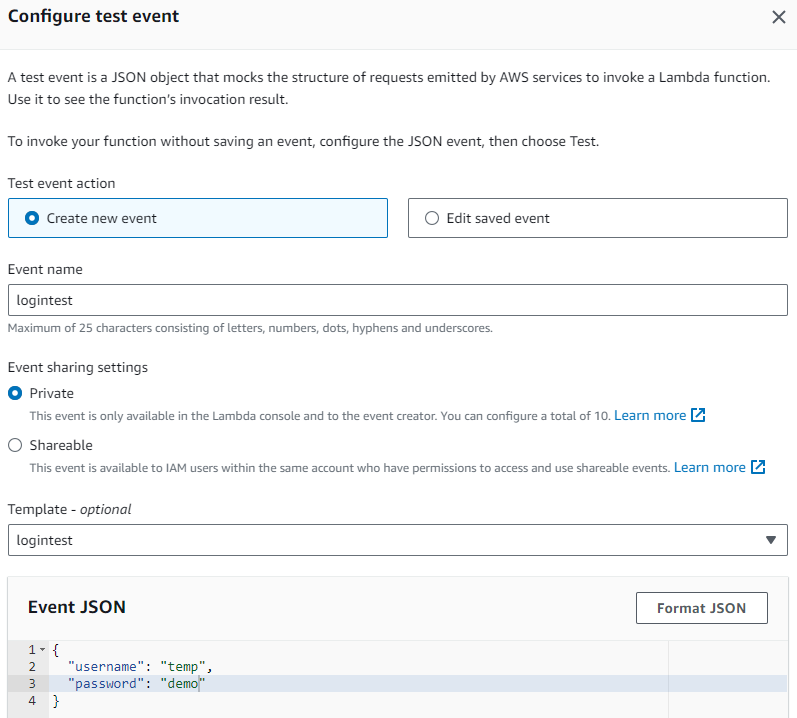 Configure test event
A test event is a JSON object that mocks the structure of requests emitted by AWS services to invoke a Lambda function.
Use it to see the function's invocation result.
To invoke your function without saving an event, configure the JSON event, then choose Test.
Test event action
Create new event
Edit saved event
Event name
logintest
Maximum of 25 characters consisting of letters, numbers, dots, hyphens and underscores.
Event sharing settings
Private
This event is only available in the Lambda console and to the event creator. You can configure a total of 10. Learn more
Shareable
This event is available to IAM users within the same account who have permissions to access and use shareable events. Learn more
Template - optional
logintest
Event JSON
Format JSON
1 {
2 "username": "temp",
3 "password": "demo"
4 }